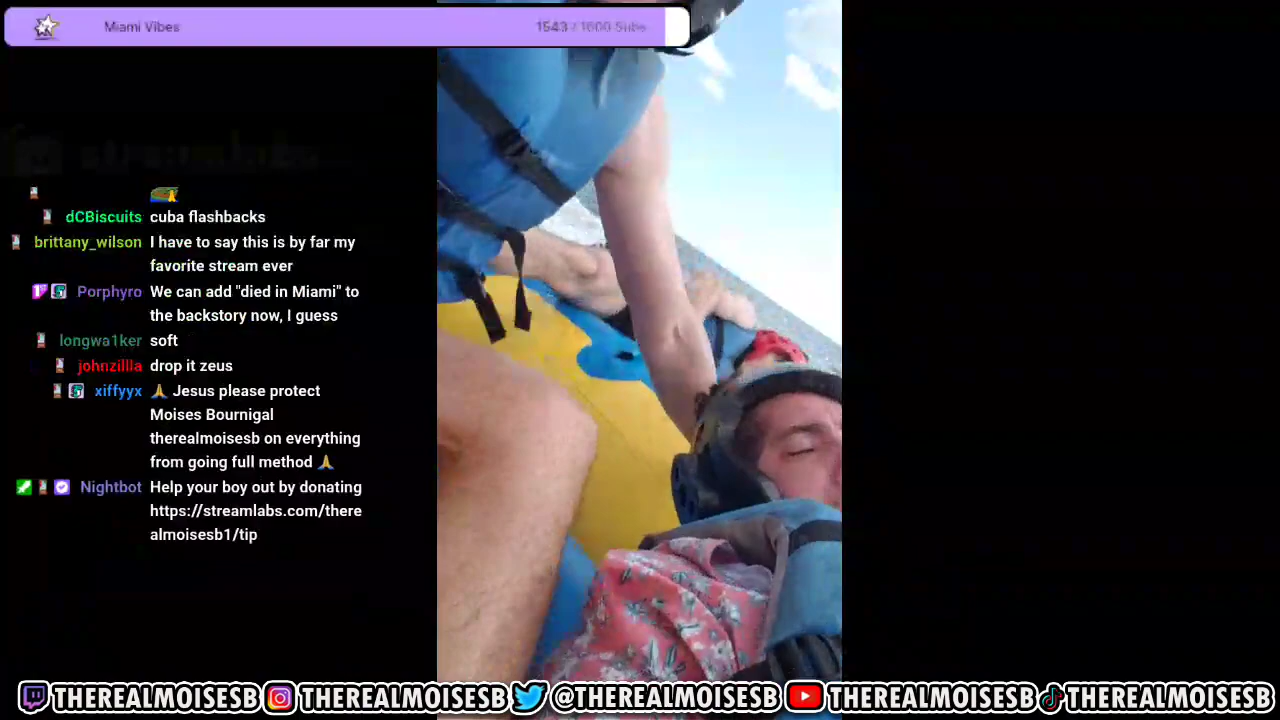 Miami Vibes 1543 / 1600 Subs
dCBiscuits cuba flashbacks
brittany_wilson I have to say this is by far my
favorite stream ever
Porphyro We can add "died in Miami" to
the backstory now, I guess
longwa1ker soft
johnzillla drop it zeus
xiffyyx 🙏 Jesus please protect
Moises Bournigal
therealmoisesb on everything
from going full method 🙏
Nightbot Help your boy out by donating
https://streamlabs.com/there
almoisesb1/tip
THEREALMOISESB THEREALMOISESB @THEREALMOISESB THEREALMOISESB THEREALMOISESB